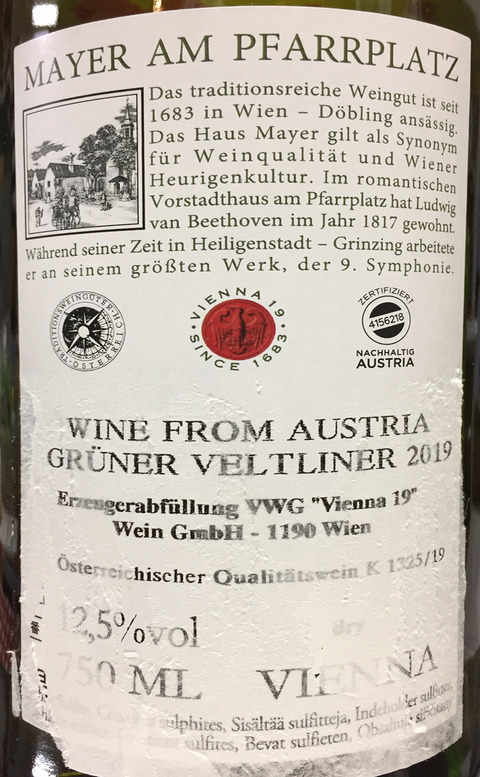 MAYER AM PFARRPLATZ
Das traditionsreiche Weingut ist seit
1683 in Wien – Döbling ansässig.
Das Haus Mayer gilt als Synonym
für Weinqualität und Wiener
Heurigenkultur. Im romantischen
Vorstadthaus am Pfarrplatz hat Ludwig
van Beethoven im Jahr 1817 gewohnt.
Während seiner Zeit in Heiligenstadt – Grinzing arbeitete
er an seinem größten Werk, der 9. Symphonie.
TRADITIONSWEINGÜTER · ÖSTERREICH
· VIENNA 19 · SINCE 1683
ZERTIFIZIERT
4156218
NACHHALTIG
AUSTRIA
WINE FROM AUSTRIA
GRÜNER VELTLINER 2019
Erzeugerabfüllung VWG "Vienna 19"
Wein GmbH - 1190 Wien
Österreichischer Qualitätswein K 1325/19
12,5%vol
dry
750 ML VIENNA
sulphites, Sisältää sulfitteja, Indeholder sulfitter,
sulfites, Bevat sulfieten,